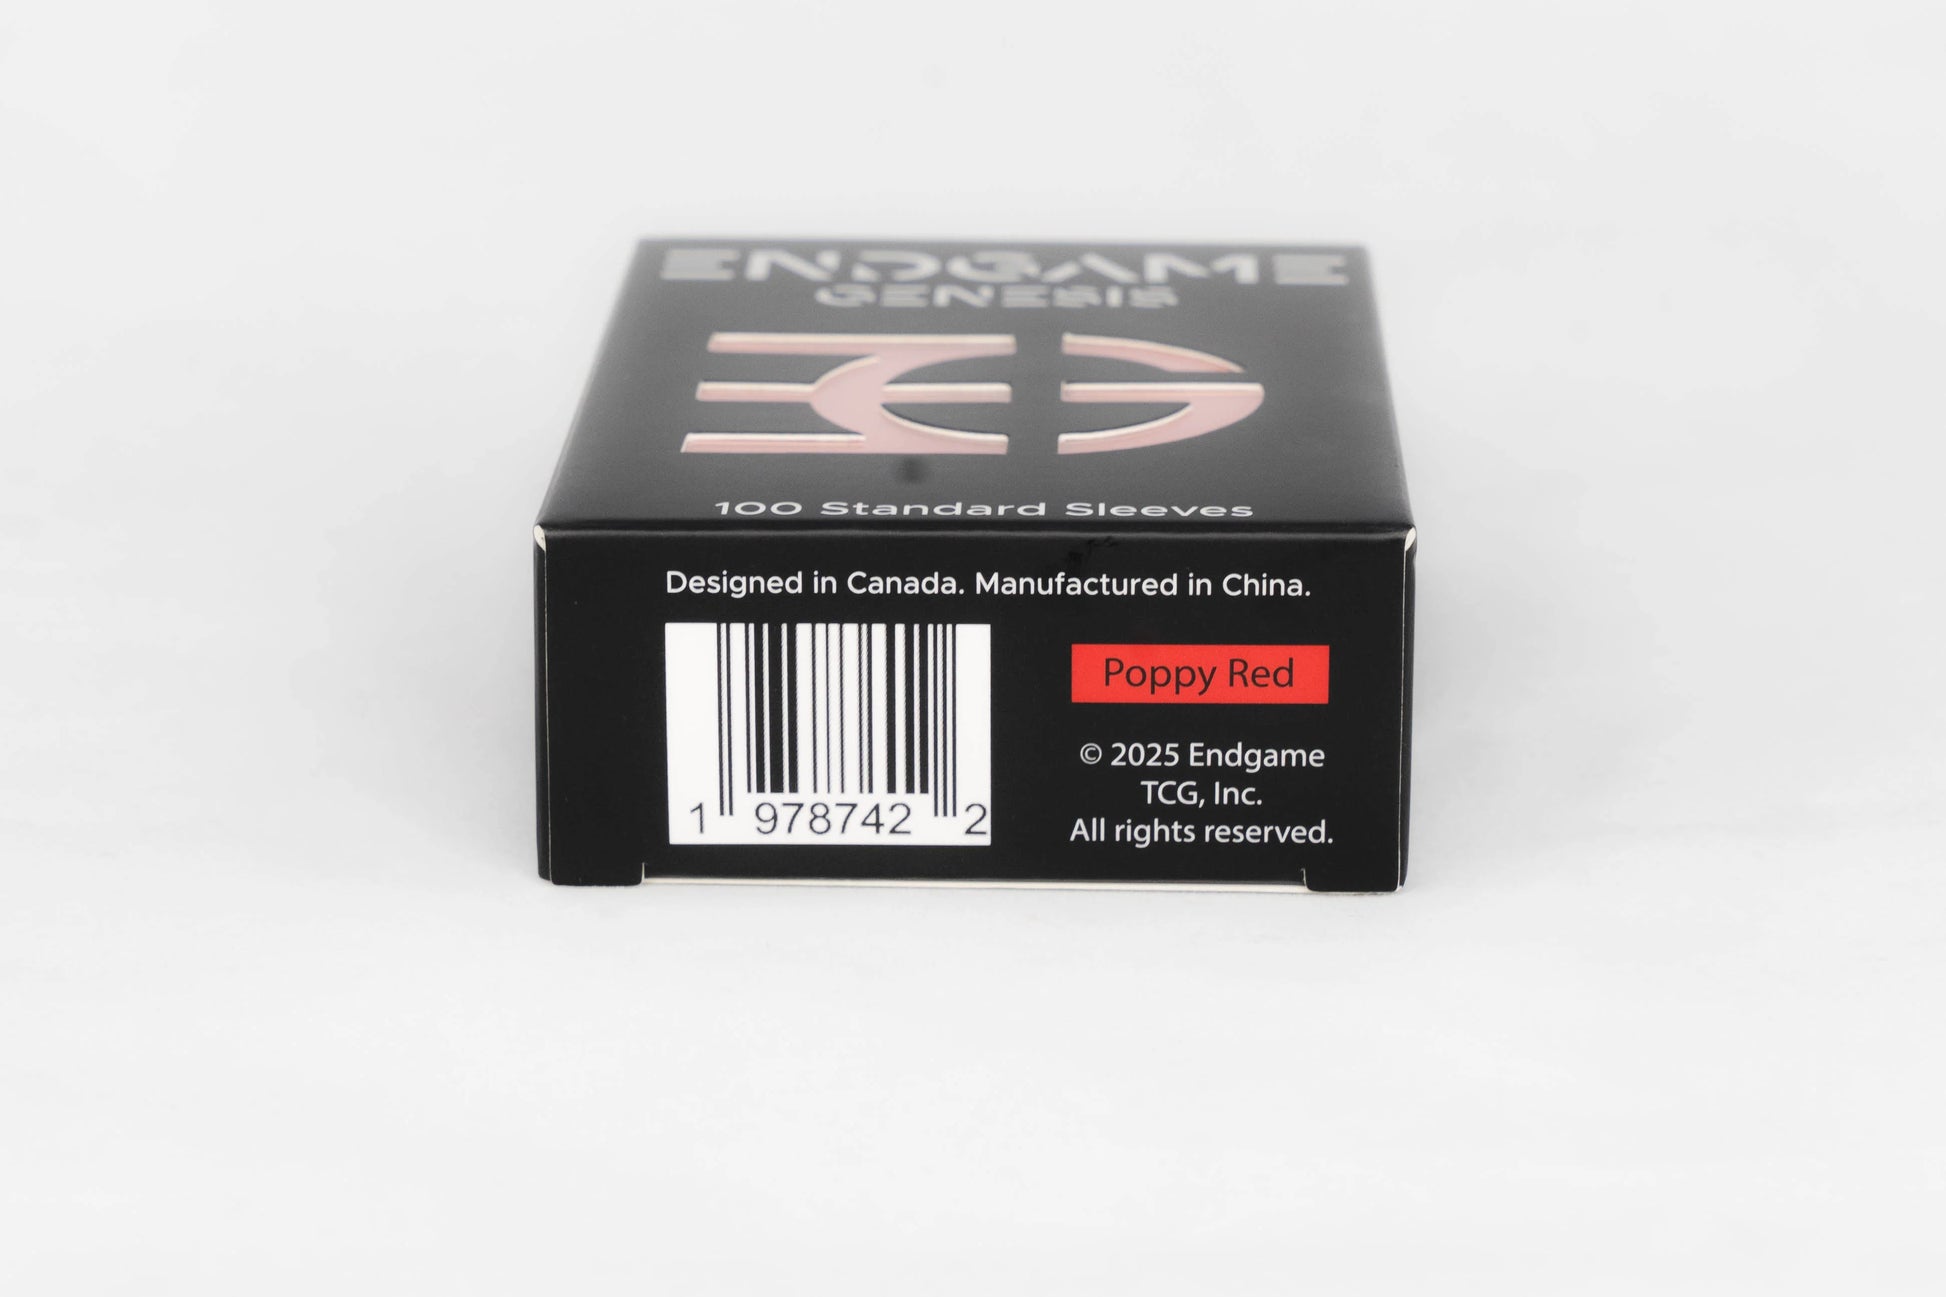 ENDGAME
GENESIS
100 Standard Sleeves
Designed in Canada. Manufactured in China.
Poppy Red
1 978742 2
© 2025 Endgame
TCG, Inc.
All rights reserved.